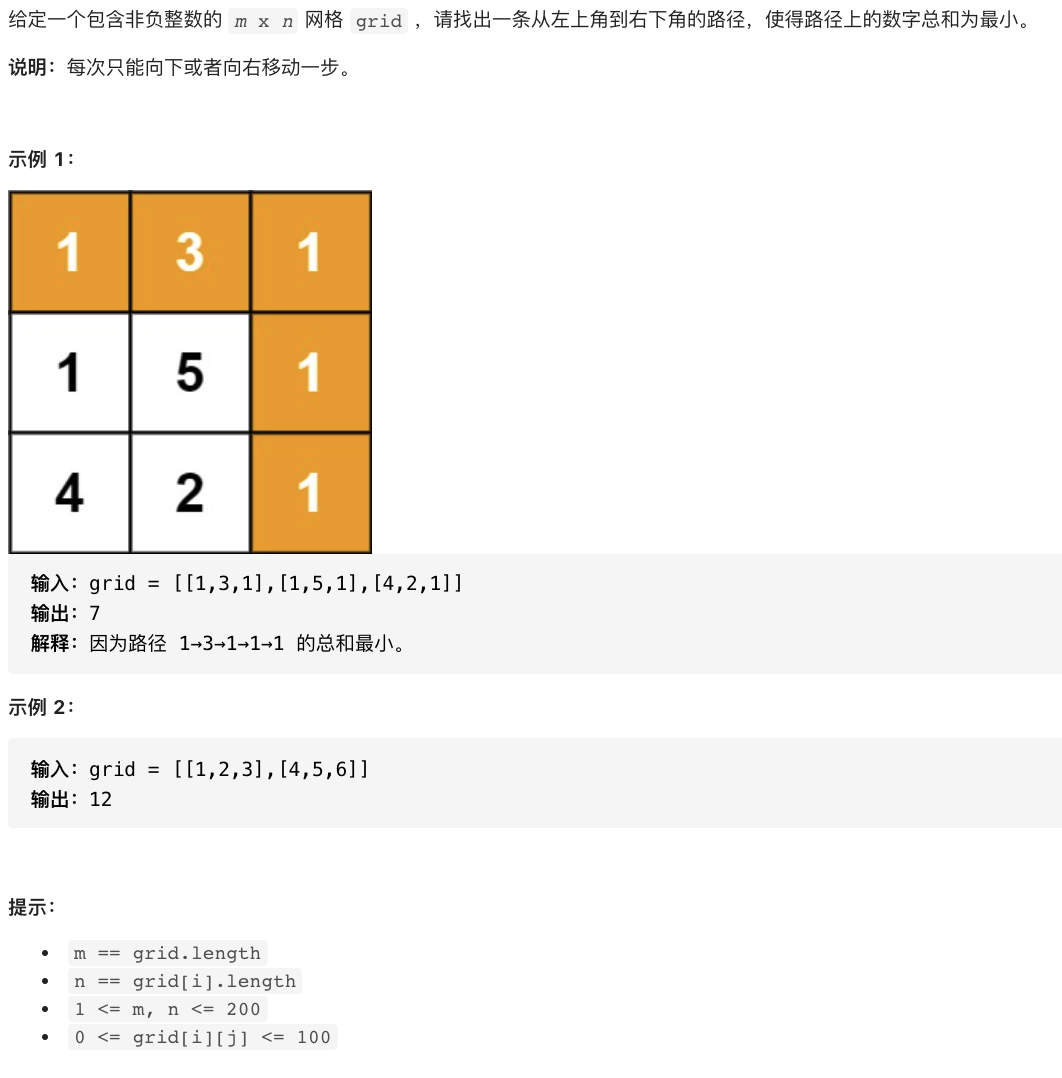 给定一个包含非负整数的 m x n 网格 grid ，请找出一条从左上角到右下角的路径，使得路径上的数字总和为最小。
说明：每次只能向下或者向右移动一步。
示例 1：
1 3 1
1 5 1
4 2 1
输入：grid = [[1,3,1],[1,5,1],[4,2,1]]
输出：7
解释：因为路径 1→3→1→1→1 的总和最小。
示例 2：
输入：grid = [[1,2,3],[4,5,6]]
输出：12
提示：
• m == grid.length
• n == grid[i].length
• 1 <= m, n <= 200
• 0 <= grid[i][j] <= 100